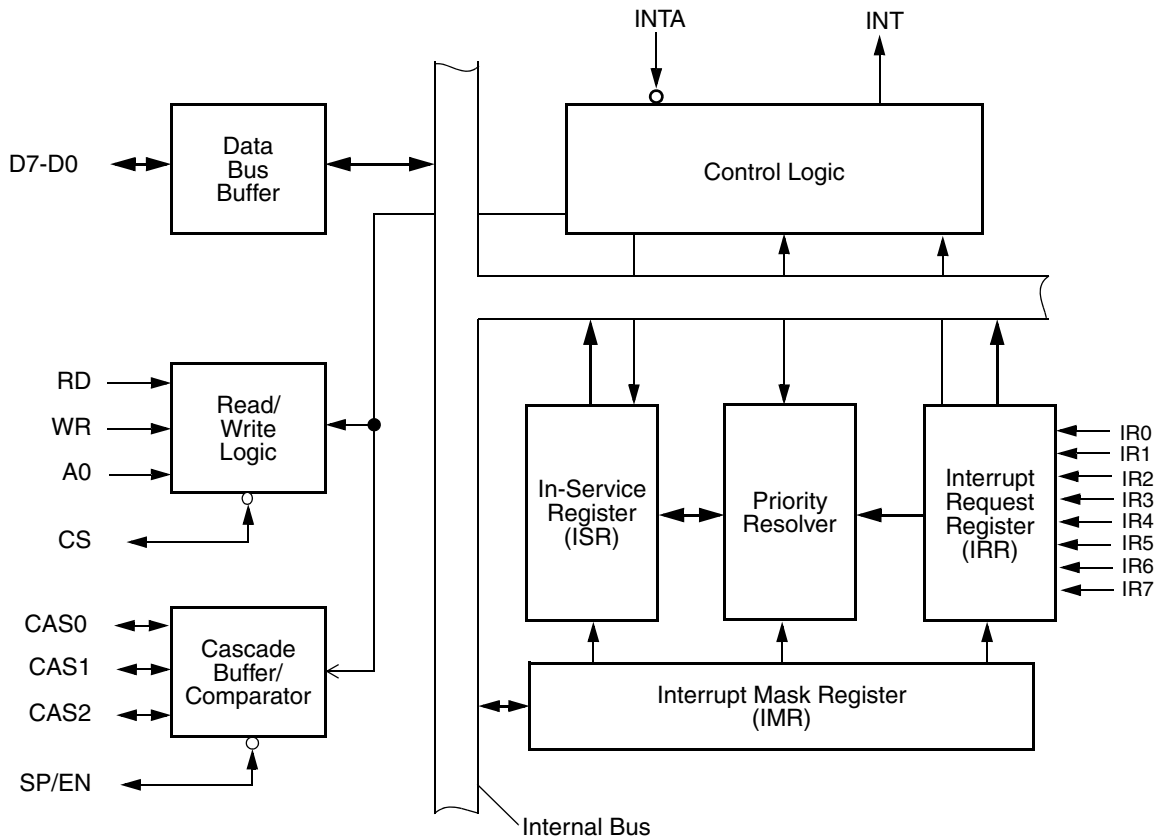 INTA
INT
D7-D0
Data
Bus
Buffer
Control Logic
RD
WR
A0
CS
Read/
Write
Logic
In-Service
Register
(ISR)
Priority
Resolver
Interrupt
Request
Register
(IRR)
IR0
IR1
IR2
IR3
IR4
IR5
IR6
IR7
CAS0
CAS1
CAS2
SP/EN
Cascade
Buffer/
Comparator
Interrupt Mask Register
(IMR)
Internal Bus